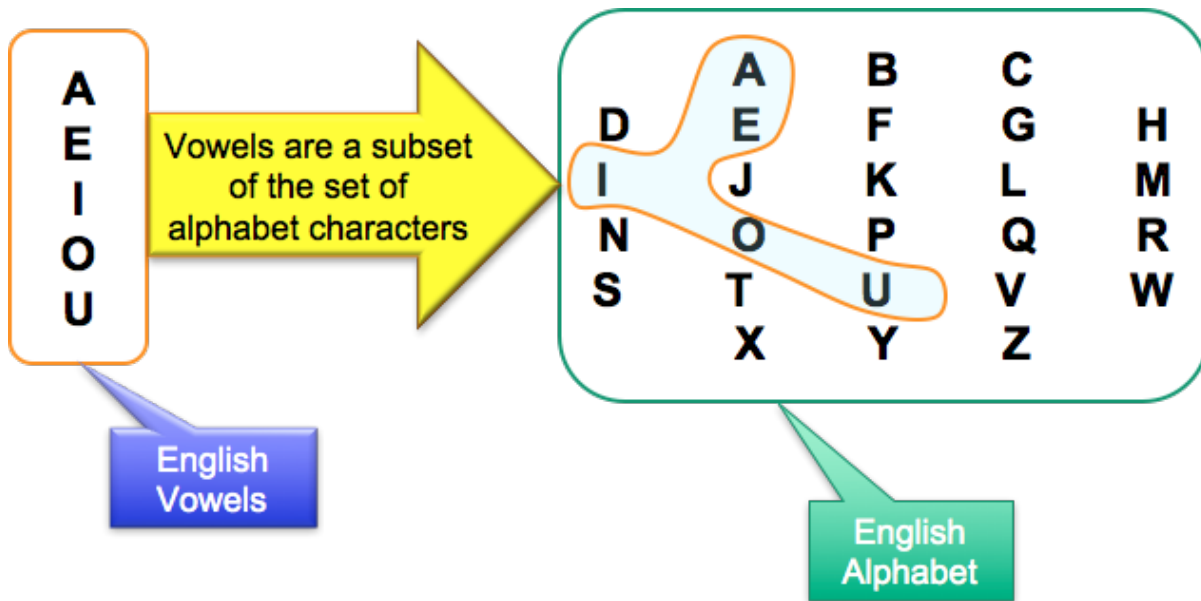 A
E
I
O
U
Vowels are a subset
of the set of
alphabet characters
A B C
D E F G H
I J K L M
N O P Q R
S T U V W
X Y Z
English
Vowels
English
Alphabet